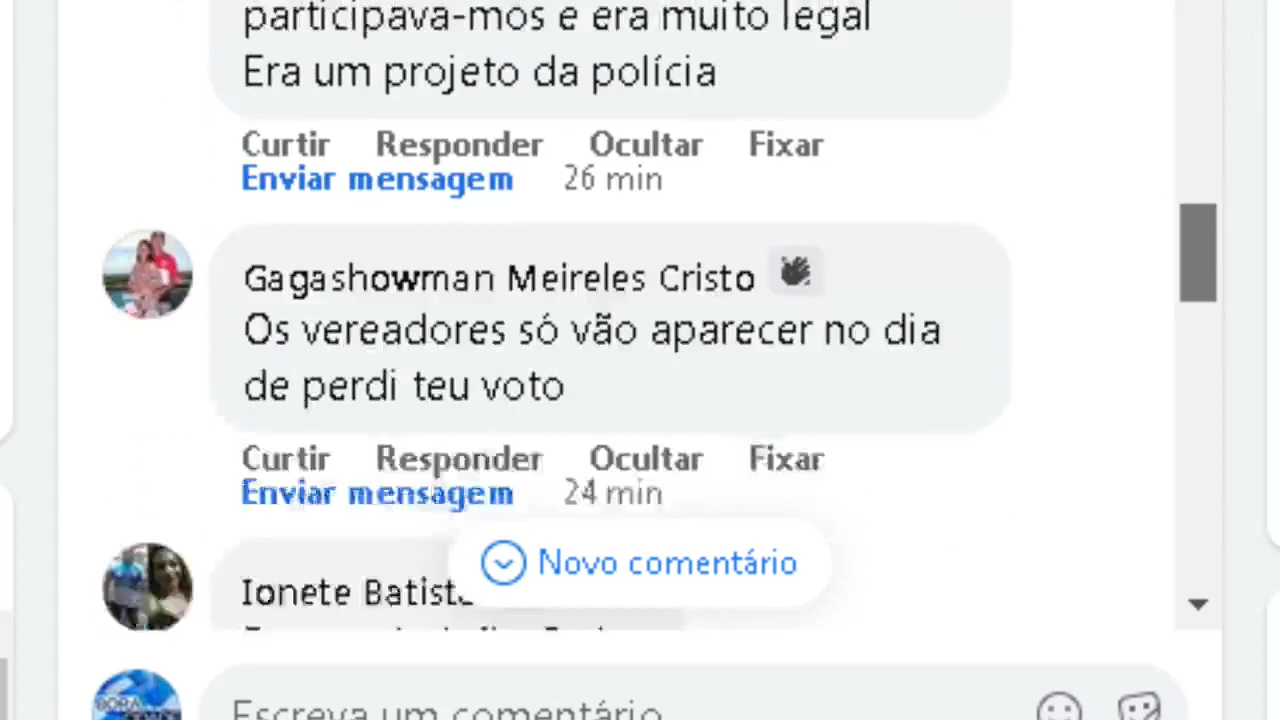 participava-mos e era muito legal
Era um projeto da polícia
Curtir Responder Ocultar Fixar
Enviar mensagem 26 min
Gagashowman Meireles Cristo
Os vereadores só vão aparecer no dia
de perdi teu voto
Curtir Responder Ocultar Fixar
Enviar mensagem 24 min
Novo comentário
Ionete Batista
Escreva um comentário